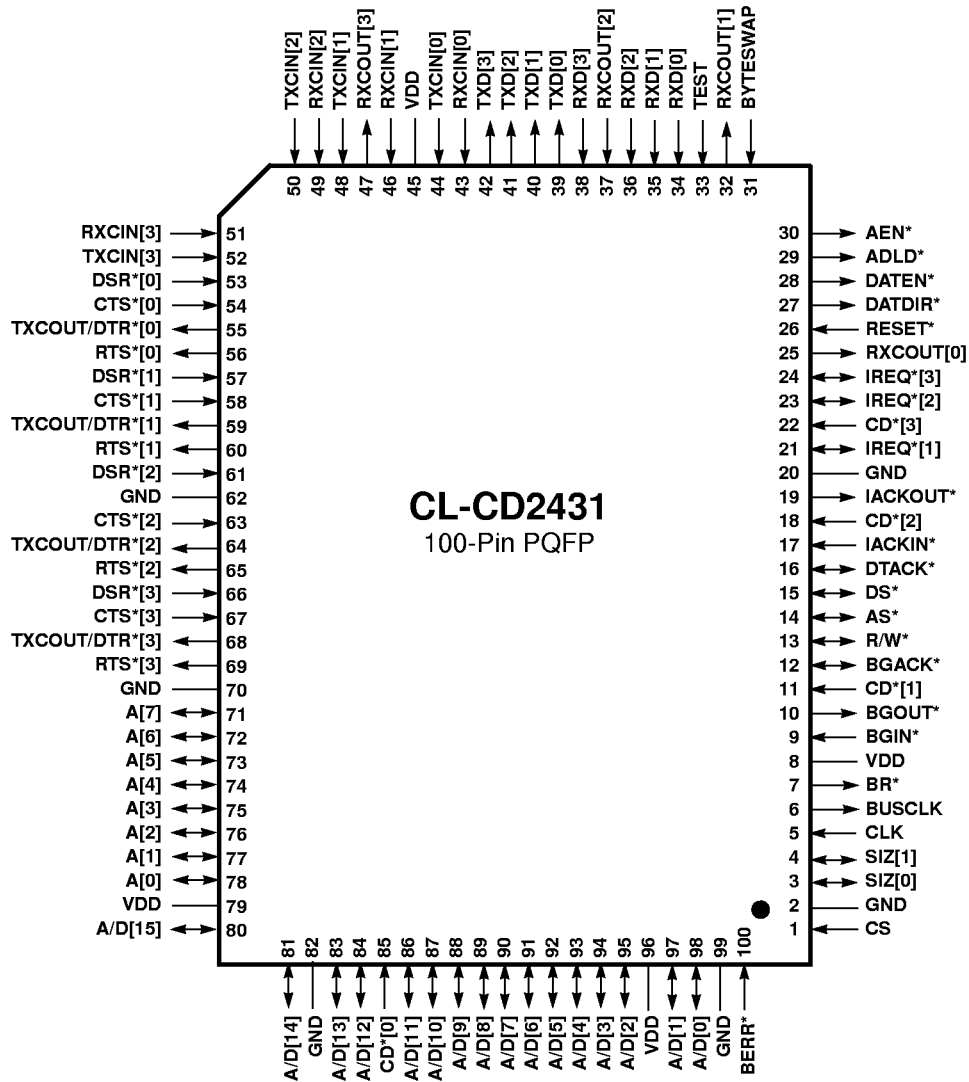 TXCIN[2]
RXCIN[2]
TXCIN[1]
RXCOUT[3]
RXCIN[1]
VDD
TXCIN[0]
RXCIN[0]
TXD[3]
TXD[2]
TXD[1]
TXD[0]
RXD[3]
RXCOUT[2]
RXD[2]
RXD[1]
RXD[0]
TEST
RXCOUT[1]
BYTESWAP
50 49 48 47 46 45 44 43 42 41 40 39 38 37 36 35 34 33 32 31
RXCIN[3] 51 30 AEN*
TXCIN[3] 52 29 ADLD*
DSR*[0] 53 28 DATEN*
CTS*[0] 54 27 DATDIR*
TXCOUT/DTR*[0] 55 26 RESET*
RTS*[0] 56 25 RXCOUT[0]
DSR*[1] 57 24 IREQ*[3]
CTS*[1] 58 23 IREQ*[2]
TXCOUT/DTR*[1] 59 22 CD*[3]
RTS*[1] 60 21 IREQ*[1]
DSR*[2] 61 20 GND
GND 62 19 IACKOUT*
CL-CD2431
CTS*[2] 63 18 CD*[2]
100-Pin PQFP
TXCOUT/DTR*[2] 64 17 IACKIN*
RTS*[2] 65 16 DTACK*
DSR*[3] 66 15 DS*
CTS*[3] 67 14 AS*
TXCOUT/DTR*[3] 68 13 R/W*
RTS*[3] 69 12 BGACK*
GND 70 11 CD*[1]
A[7] 71 10 BGOUT*
A[6] 72 9 BGIN*
A[5] 73 8 VDD
A[4] 74 7 BR*
A[3] 75 6 BUSCLK
A[2] 76 5 CLK
A[1] 77 4 SIZ[1]
A[0] 78 3 SIZ[0]
VDD 79 2 GND
A/D[15] 80 1 CS
81 82 83 84 85 86 87 88 89 90 91 92 93 94 95 96 97 98 99 100
A/D[14]
GND
A/D[13]
A/D[12]
CD*[0]
A/D[11]
A/D[10]
A/D[9]
A/D[8]
A/D[7]
A/D[6]
A/D[5]
A/D[4]
A/D[3]
A/D[2]
VDD
A/D[1]
A/D[0]
GND
BERR*